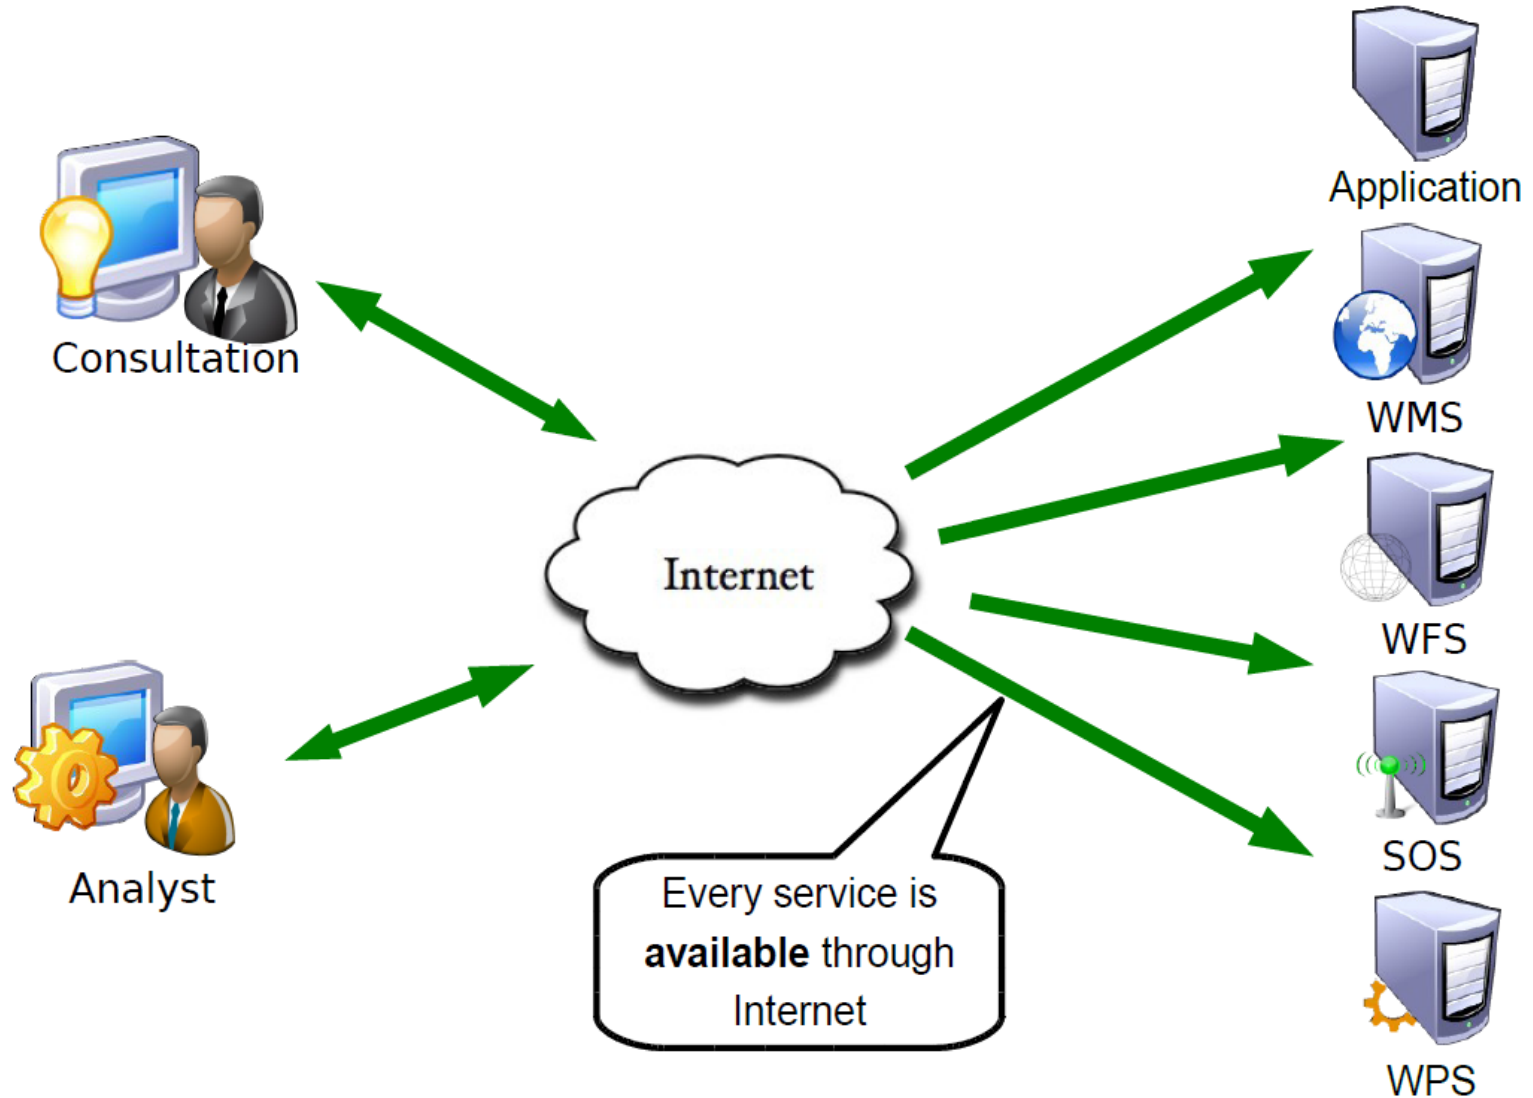 Application
Consultation
WMS
Internet
WFS
Analyst
SOS
Every service is
available through
Internet
WPS